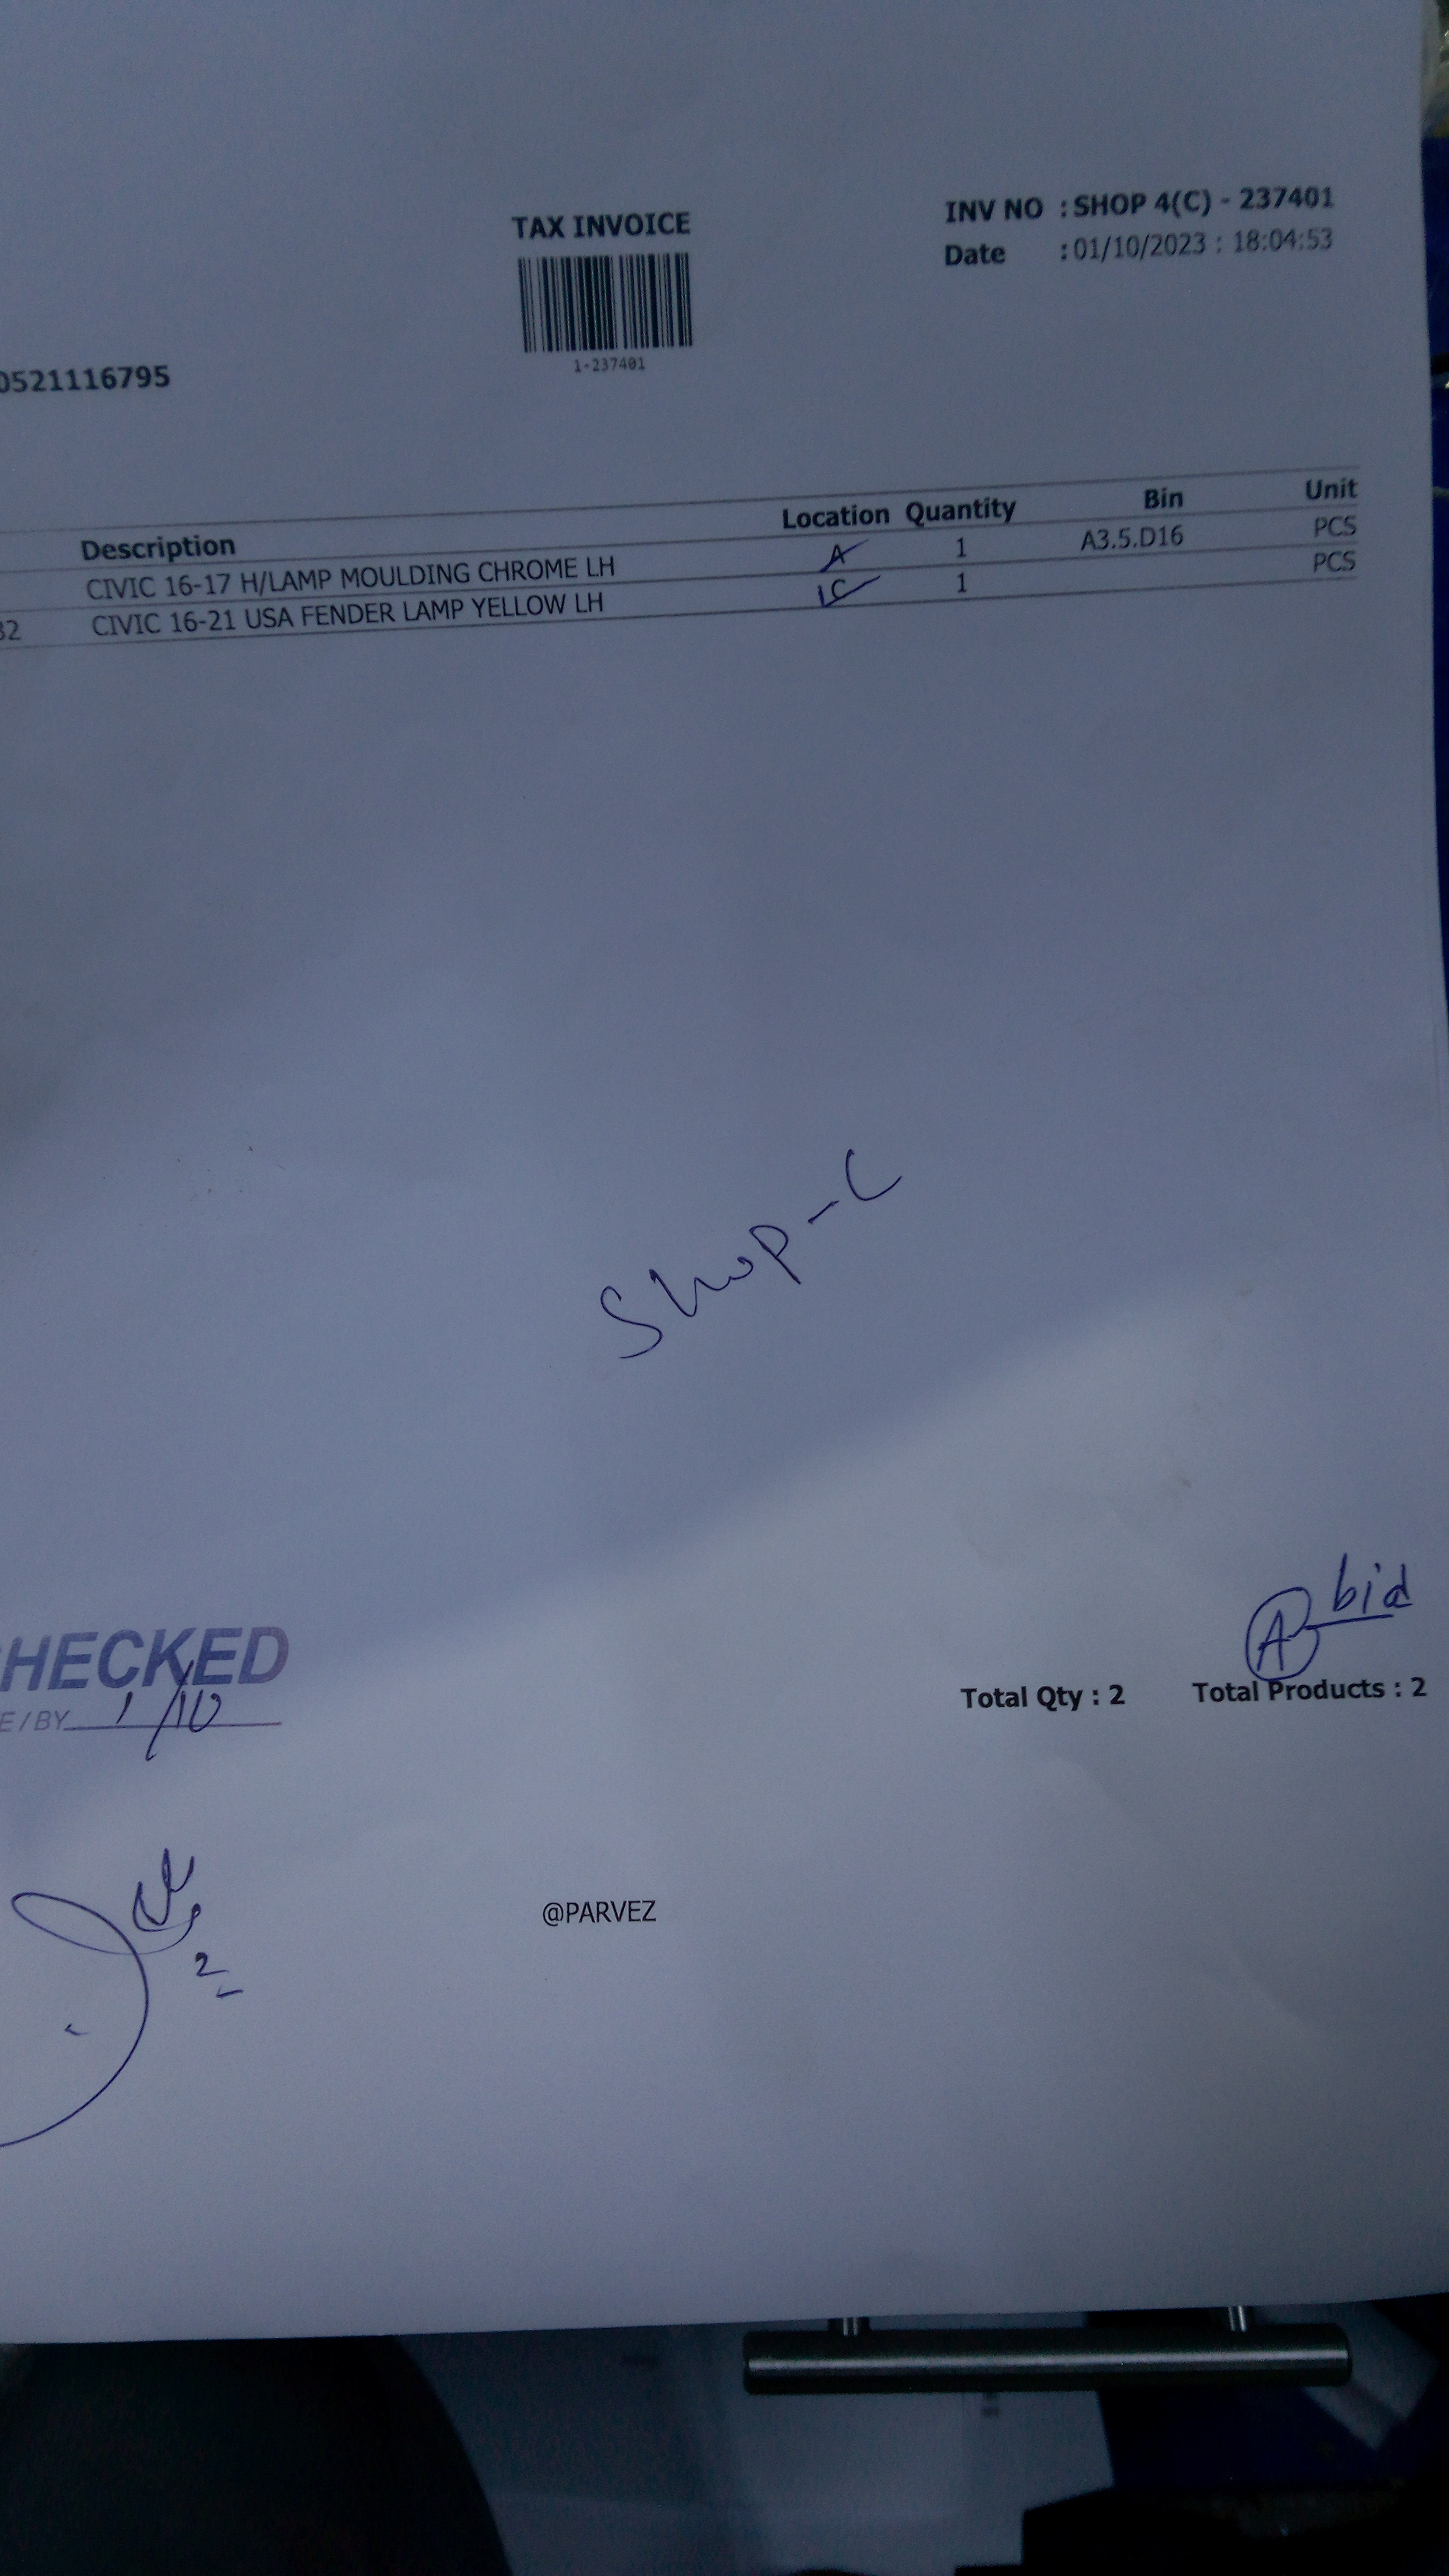 TAX INVOICE
INV NO : SHOP 4(C) - 237401
Date : 01/10/2023 : 18:04:53
1-237401
0521116795
Description Location Quantity Bin Unit
CIVIC 16-17 H/LAMP MOULDING CHROME LH A 1 A3.5.D16 PCS
32 CIVIC 16-21 USA FENDER LAMP YELLOW LH C 1 PCS
Shop-C
Abid
HECKED
E/BY 1/10
Total Qty : 2 Total Products : 2
2
@PARVEZ